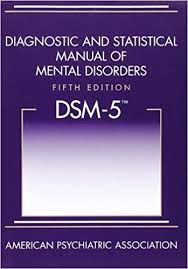 DIAGNOSTIC AND STATISTICAL
MANUAL OF
MENTAL DISORDERS
FIFTH EDITION
DSM-5™
AMERICAN PSYCHIATRIC ASSOCIATION